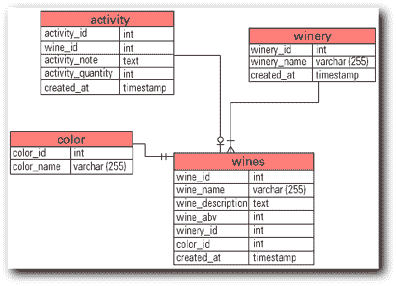 activity
activity_id int
wine_id int
activity_note text
activity_quantity int
created_at timestamp
winery
winery_id int
winery_name varchar (255)
created_at timestamp
color
color_id int
color_name varchar (255)
wines
wine_id int
wine_name varchar (255)
wine_description text
wine_abv int
winery_id int
color_id int
created_at timestamp